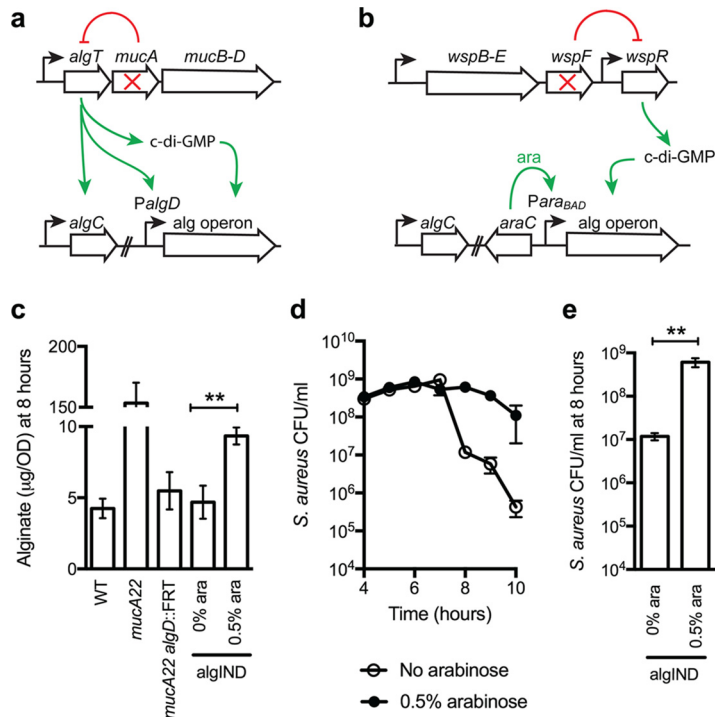 a
algT mucA mucB-D
c-di-GMP
PalgD
algC alg operon
b
wspB-E wspF wspR
c-di-GMP
ara
ParaBAD
algC araC alg operon
c
Alginate (µg/OD) at 8 hours
200
150
10
5
0
**
WT
mucA22
mucA22 algD::FRT
0% ara
0.5% ara
algIND
d
S. aureus CFU/ml
10^10
10^9
10^8
10^7
10^6
10^5
10^4
4 6 8 10
Time (hours)
No arabinose
0.5% arabinose
e
S. aureus CFU/ml at 8 hours
10^9
10^8
10^7
10^6
10^5
10^4
**
0% ara
0.5% ara
algIND